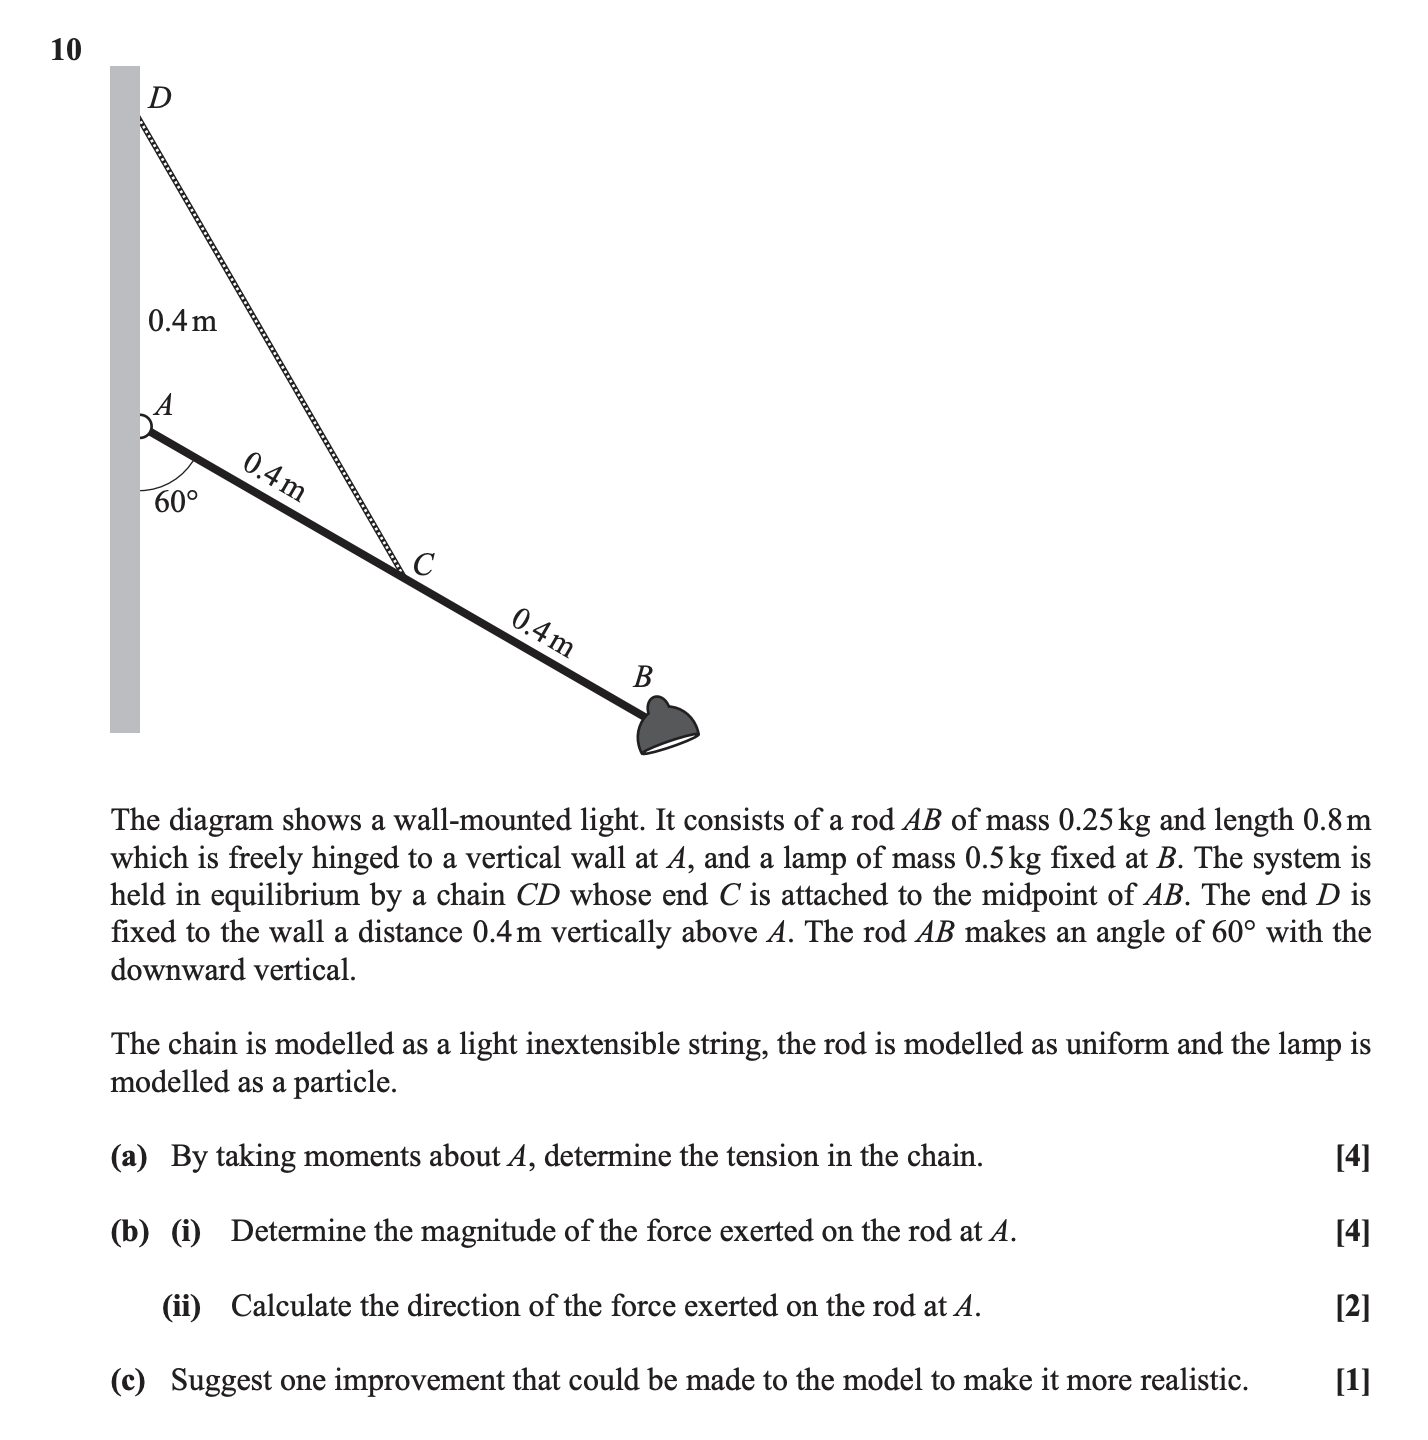 10
D
0.4 m
A
0.4 m
60°
C
0.4 m
B
The diagram shows a wall-mounted light. It consists of a rod AB of mass 0.25 kg and length 0.8 m
which is freely hinged to a vertical wall at A, and a lamp of mass 0.5 kg fixed at B. The system is
held in equilibrium by a chain CD whose end C is attached to the midpoint of AB. The end D is
fixed to the wall a distance 0.4 m vertically above A. The rod AB makes an angle of 60° with the
downward vertical.
The chain is modelled as a light inextensible string, the rod is modelled as uniform and the lamp is
modelled as a particle.
(a) By taking moments about A, determine the tension in the chain. [4]
(b) (i) Determine the magnitude of the force exerted on the rod at A. [4]
(ii) Calculate the direction of the force exerted on the rod at A. [2]
(c) Suggest one improvement that could be made to the model to make it more realistic. [1]